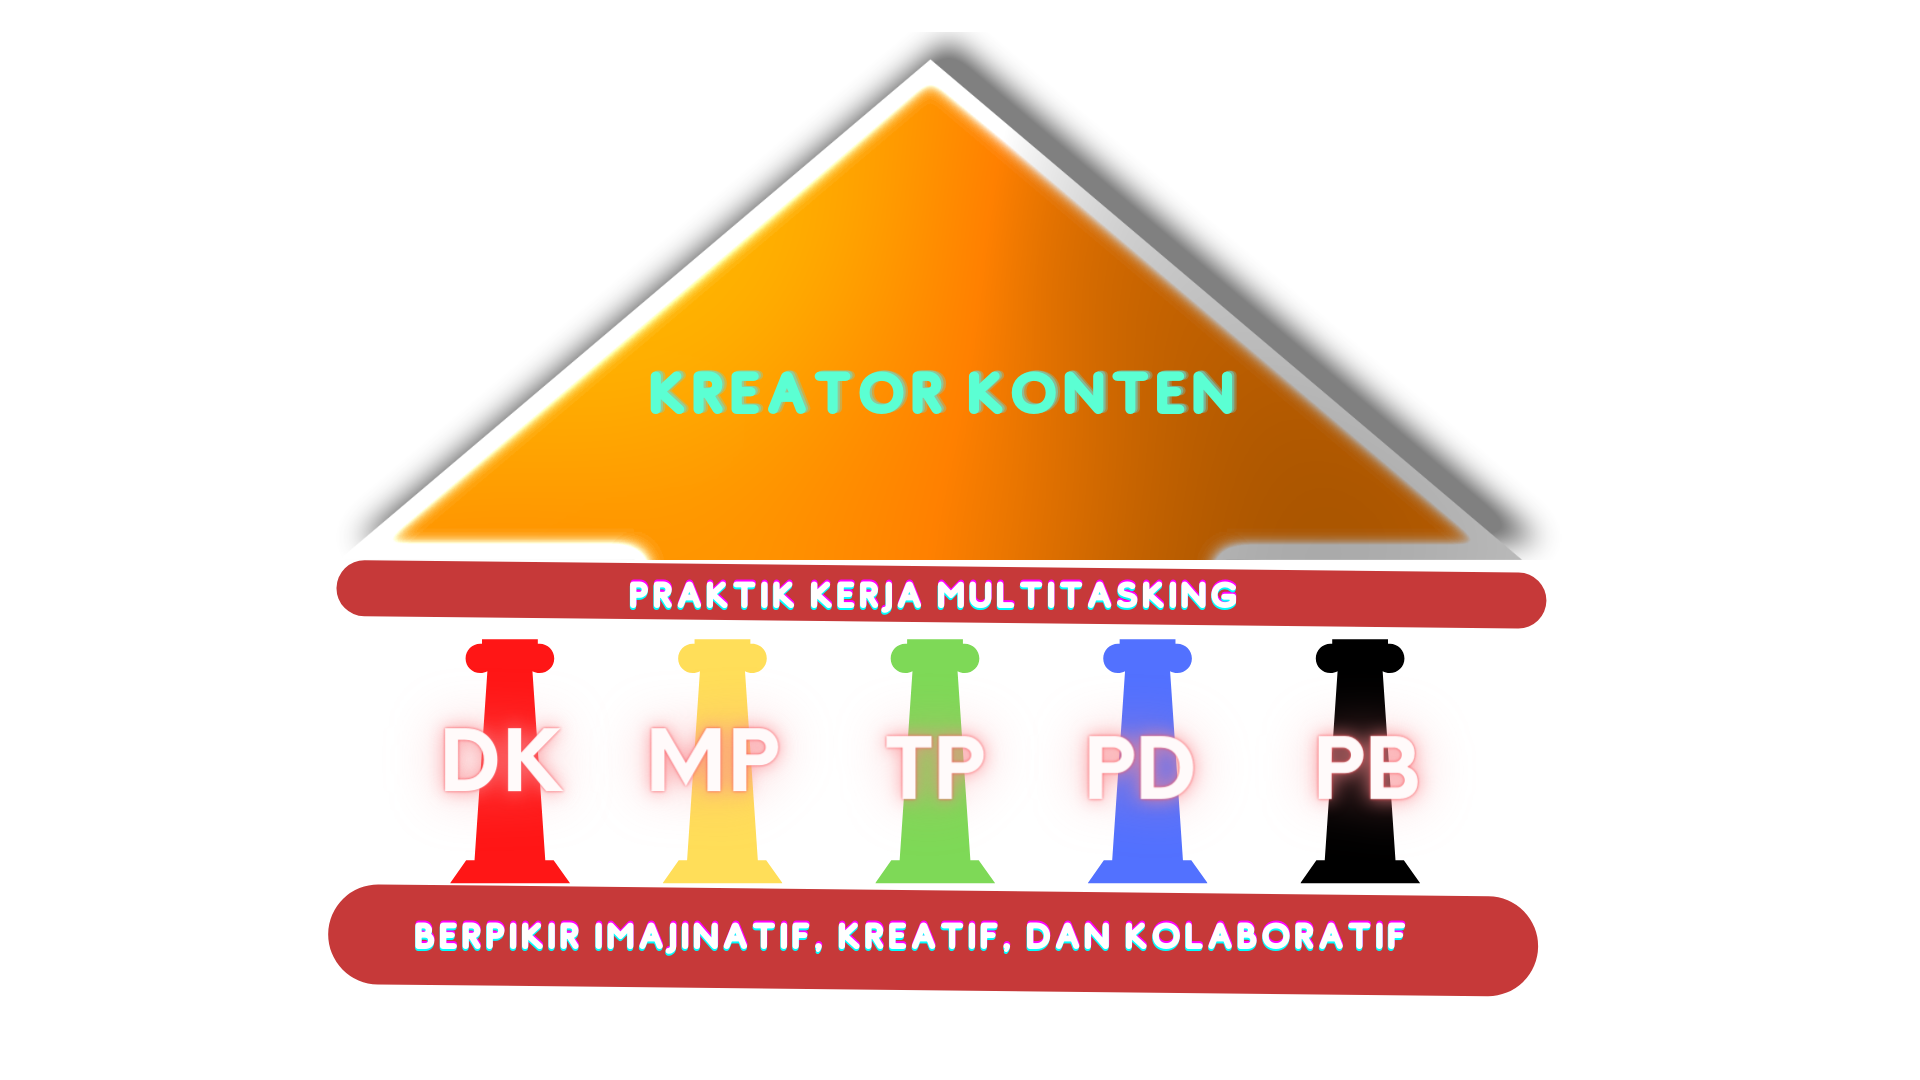 KREATOR KONTEN
PRAKTIK KERJA MULTITASKING
DK MP TP PD PB
BERPIKIR IMAJINATIF, KREATIF, DAN KOLABORATIF